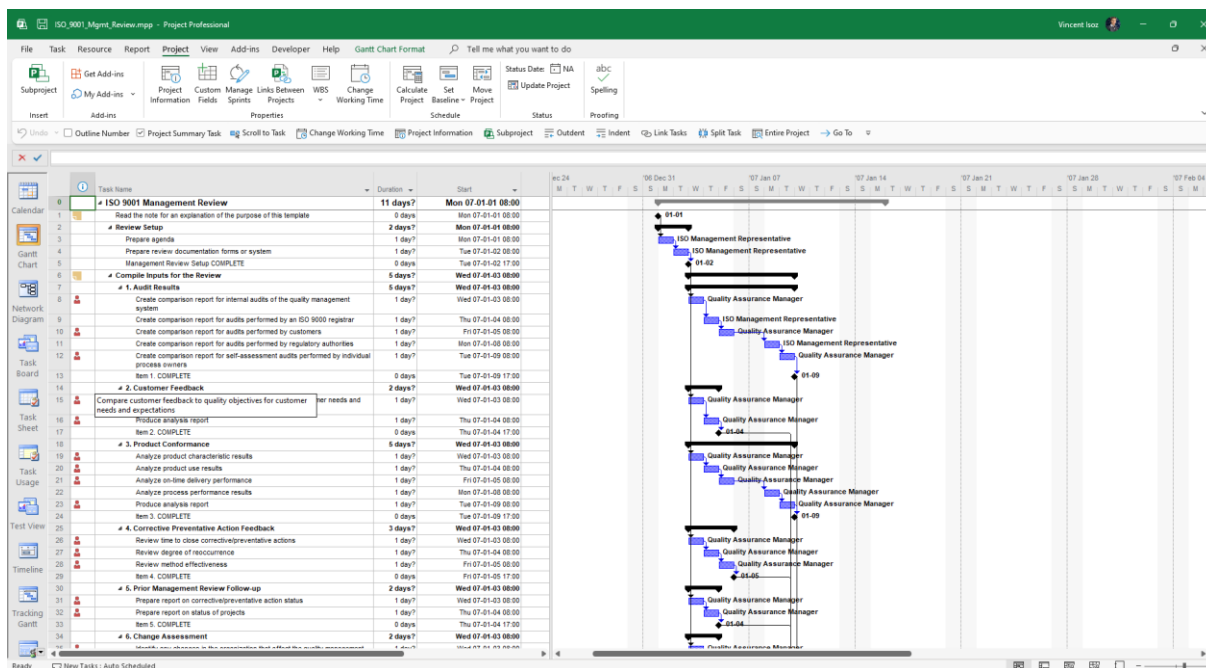 ISO_9001_Mgmt_Review.mpp - Project Professional
Vincent Isoz
File Task Resource Report Project View Add-ins Developer Help Gantt Chart Format Tell me what you want to do
Subproject
Get Add-ins
My Add-ins
Project Information
Custom Fields
Manage Sprints
Links Between Projects
WBS
Change Working Time
Calculate Project
Set Baseline
Move Project
Status Date: NA
Update Project
abc
Spelling
Insert Add-ins Properties Schedule Status Proofing
Undo Outline Number Project Summary Task Scroll to Task Change Working Time Project Information Subproject Outdent Indent Link Tasks Split Task Entire Project Go To
Calendar
Gantt Chart
Network Diagram
Task Board
Task Sheet
Task Usage
Test View
Timeline
Tracking Gantt
Task Name Duration Start
0 ISO 9001 Management Review 11 days? Mon 07-01-01 08:00
1 Read the note for an explanation of the purpose of this template 0 days Mon 07-01-01 08:00
2 Review Setup 2 days? Mon 07-01-01 08:00
3 Prepare agenda 1 day? Mon 07-01-01 08:00
4 Prepare review documentation forms or system 1 day? Tue 07-01-02 08:00
5 Management Review Setup COMPLETE 0 days Tue 07-01-02 17:00
6 Compile Inputs for the Review 5 days? Wed 07-01-03 08:00
7 1. Audit Results 5 days? Wed 07-01-03 08:00
8 Create comparison report for internal audits of the quality management 1 day? Wed 07-01-03 08:00
system
9 Create comparison report for audits performed by an ISO 9000 registrar 1 day? Thu 07-01-04 08:00
10 Create comparison report for audits performed by customers 1 day? Fri 07-01-05 08:00
11 Create comparison report for audits performed by regulatory authorities 1 day? Mon 07-01-08 08:00
12 Create comparison report for self-assessment audits performed by individual 1 day? Tue 07-01-09 08:00
process owners
13 Item 1. COMPLETE 0 days Tue 07-01-09 17:00
14 2. Customer Feedback 2 days? Wed 07-01-03 08:00
15 Compare customer feedback to quality objectives for customer mer needs and 1 day? Wed 07-01-03 08:00
needs and expectations
16 Produce analysis report 1 day? Thu 07-01-04 08:00
17 Item 2. COMPLETE 0 days Thu 07-01-04 17:00
18 3. Product Conformance 5 days? Wed 07-01-03 08:00
19 Analyze product characteristic results 1 day? Wed 07-01-03 08:00
20 Analyze product use results 1 day? Thu 07-01-04 08:00
21 Analyze on-time delivery performance 1 day? Fri 07-01-05 08:00
22 Analyze process performance results 1 day? Mon 07-01-08 08:00
23 Produce analysis report 1 day? Tue 07-01-09 08:00
24 Item 3. COMPLETE 0 days Tue 07-01-09 17:00
25 4. Corrective Preventative Action Feedback 3 days? Wed 07-01-03 08:00
26 Review time to close corrective/preventative actions 1 day? Wed 07-01-03 08:00
27 Review degree of reoccurrence 1 day? Thu 07-01-04 08:00
28 Review method effectiveness 1 day? Fri 07-01-05 08:00
29 Item 4. COMPLETE 0 days Fri 07-01-05 17:00
30 5. Prior Management Review Follow-up 2 days? Wed 07-01-03 08:00
31 Prepare report on corrective/preventative action status 1 day? Wed 07-01-03 08:00
32 Prepare report on status of projects 1 day? Thu 07-01-04 08:00
33 Item 5. COMPLETE 0 days Thu 07-01-04 17:00
34 6. Change Assessment 2 days? Wed 07-01-03 08:00
ec 24 '06 Dec 31 '07 Jan 07 '07 Jan 14 '07 Jan 21 '07 Jan 28 '07 Feb 04
M T W T F S S M T W T F S S M T W T F S S M T W T F S S M T W T F S S M T W T F S S M
01-01
ISO Management Representative
ISO Management Representative
01-02
Quality Assurance Manager
ISO Management Representative
Quality Assurance Manager
ISO Management Representative
Quality Assurance Manager
01-09
Quality Assurance Manager
Quality Assurance Manager
01-04
Quality Assurance Manager
Quality Assurance Manager
Quality Assurance Manager
Quality Assurance Manager
Quality Assurance Manager
01-09
Quality Assurance Manager
Quality Assurance Manager
Quality Assurance Manager
01-05
Quality Assurance Manager
Quality Assurance Manager
01-04
Quality Assurance Manager
Ready New Tasks : Auto Scheduled